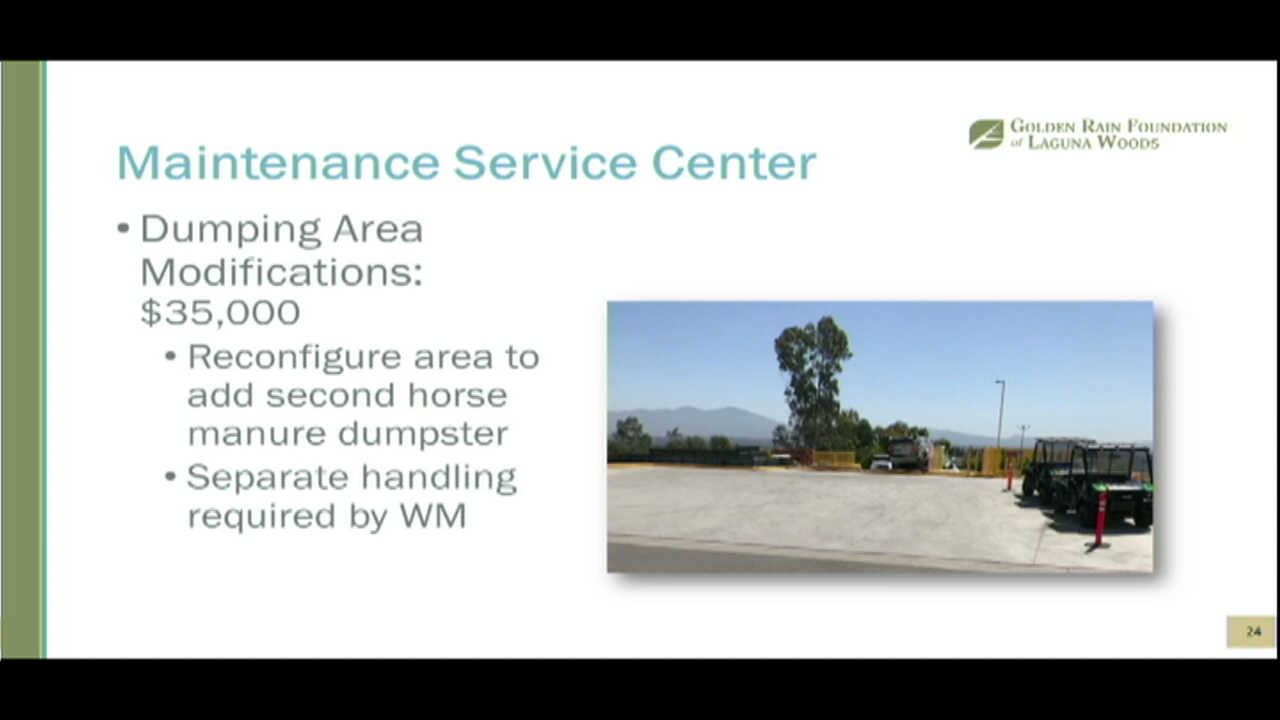 GOLDEN RAIN FOUNDATION
of LAGUNA WOODS
Maintenance Service Center
• Dumping Area
Modifications:
$35,000
• Reconfigure area to
add second horse
manure dumpster
• Separate handling
required by WM
24